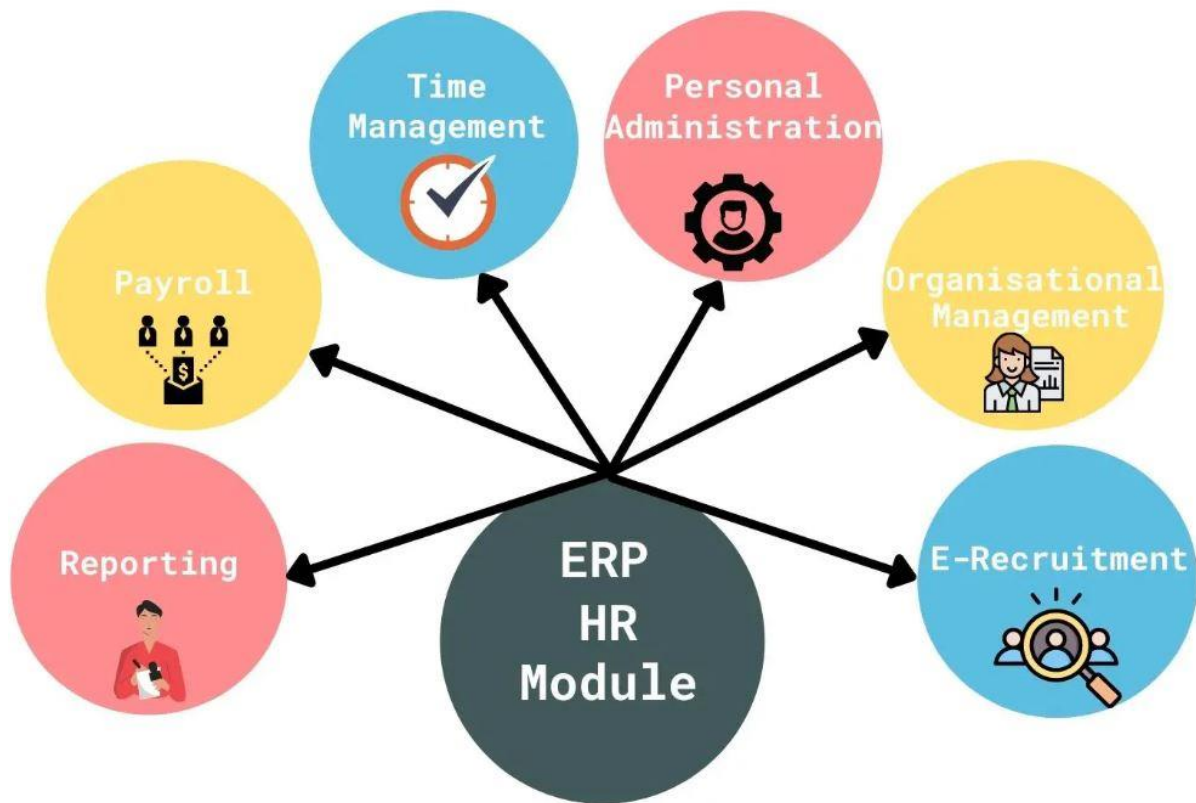 Time
Management
Personal
Administration
Payroll
Organisational
Management
Reporting
E-Recruitment
ERP
HR
Module
$